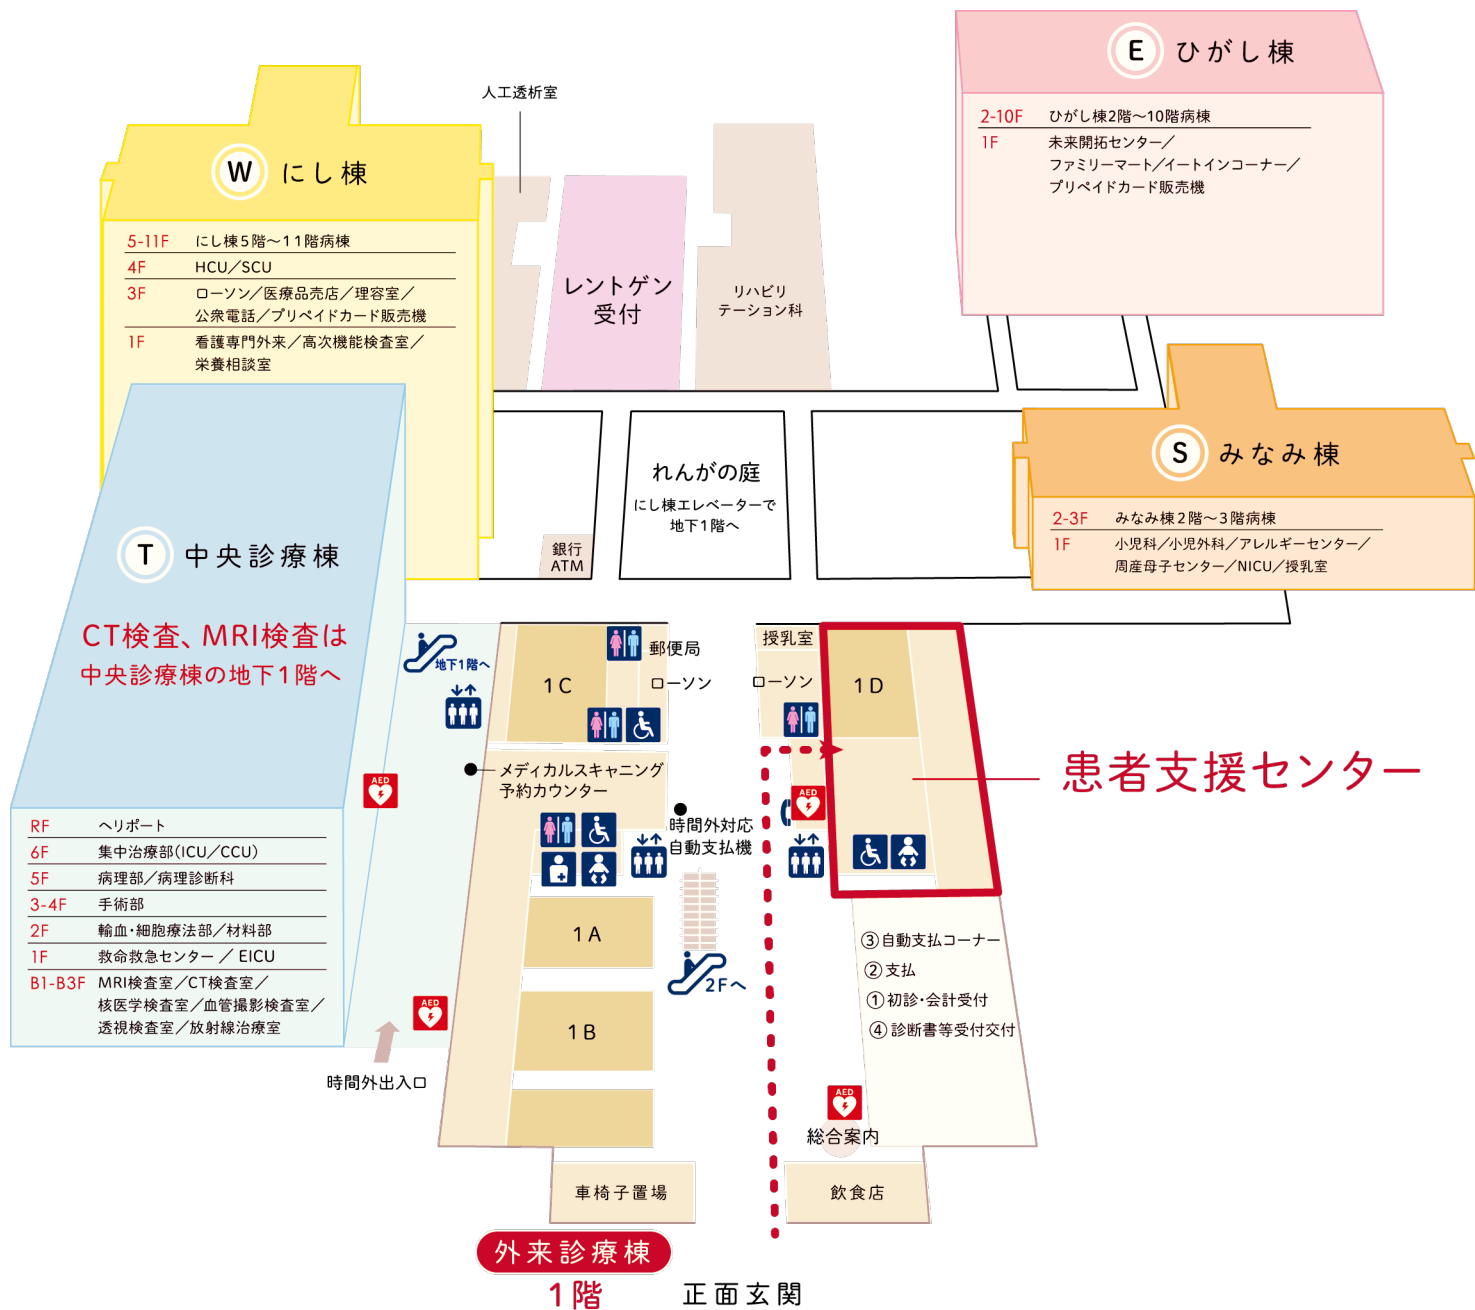 E ひがし棟
2-10F ひがし棟2階～10階病棟
1F 未来開拓センター／
ファミリーマート／イートインコーナー／
プリペイドカード販売機
人工透析室
W にし棟
5-11F にし棟5階～11階病棟
4F HCU／SCU
3F ローソン／医療品売店／理容室／
公衆電話／プリペイドカード販売機
1F 看護専門外来／高次機能検査室／
栄養相談室
レントゲン
受付
リハビリ
テーション科
S みなみ棟
2-3F みなみ棟2階～3階病棟
1F 小児科／小児外科／アレルギーセンター／
周産母子センター／NICU／授乳室
れんがの庭
にし棟エレベーターで
地下1階へ
銀行
ATM
T 中央診療棟
CT検査、MRI検査は
中央診療棟の地下1階へ
RF ヘリポート
6F 集中治療部(ICU／CCU)
5F 病理部／病理診断科
3-4F 手術部
2F 輸血・細胞療法部／材料部
1F 救命救急センター ／ EICU
B1-B3F MRI検査室／CT検査室／
核医学検査室／血管撮影検査室／
透視検査室／放射線治療室
地下1階へ
1C
郵便局
ローソン
授乳室
ローソン
1D
メディカルスキャニング
予約カウンター
AED
時間外対応
自動支払機
AED
患者支援センター
1A
2Fへ
1B
AED
時間外出入口
③自動支払コーナー
②支払
①初診・会計受付
④診断書等受付交付
AED
総合案内
車椅子置場
飲食店
外来診療棟
1階
正面玄関